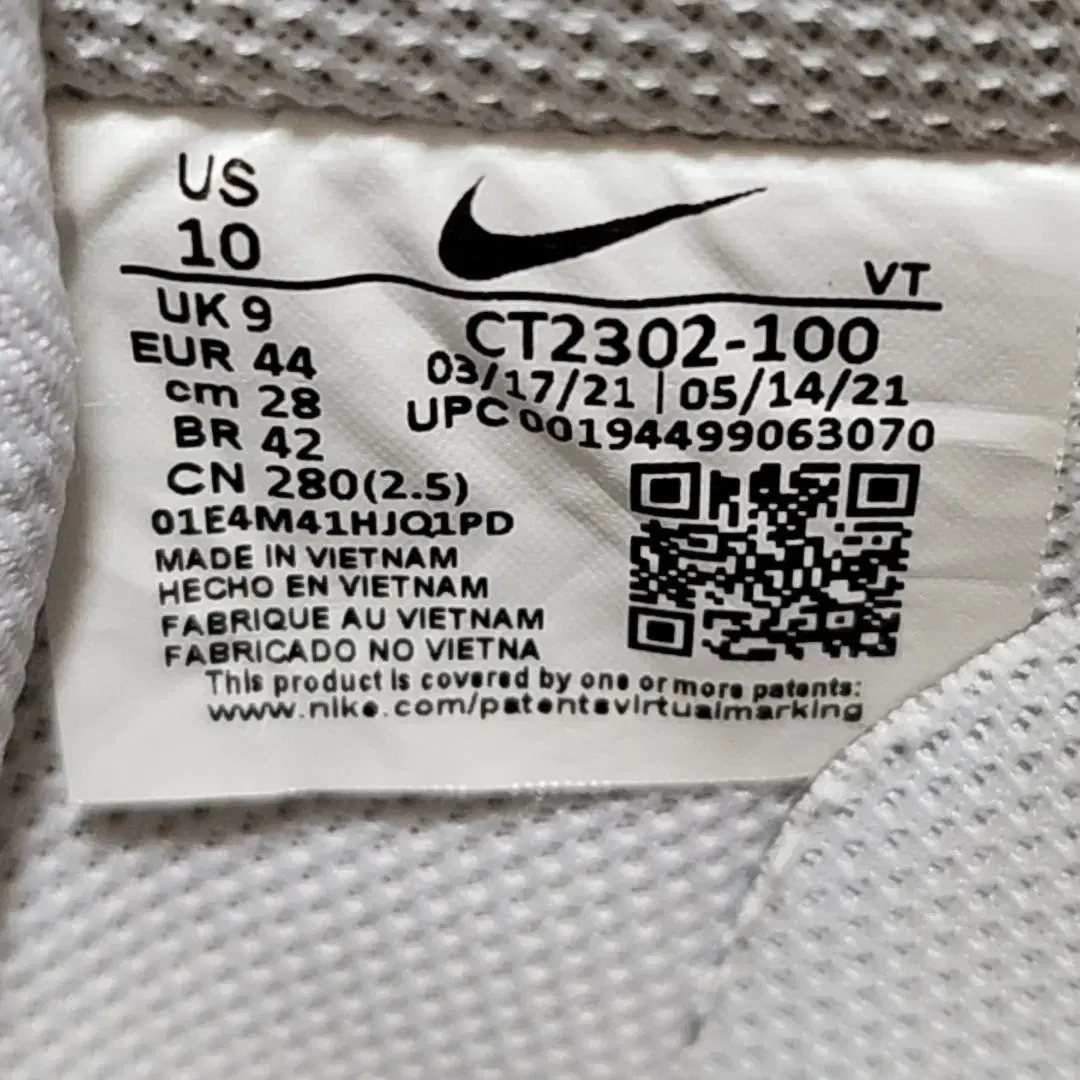 US
10
VT
UK 9
EUR 44
cm 28
BR 42
CN 280(2.5)
CT2302-100
03/17/21 | 05/14/21
UPC 00194499063070
01E4M41HJQ1PD
MADE IN VIETNAM
HECHO EN VIETNAM
FABRIQUE AU VIETNAM
FABRICADO NO VIETNA
This product is covered by one or more patents:
www.nike.com/patentsvirtualmarking